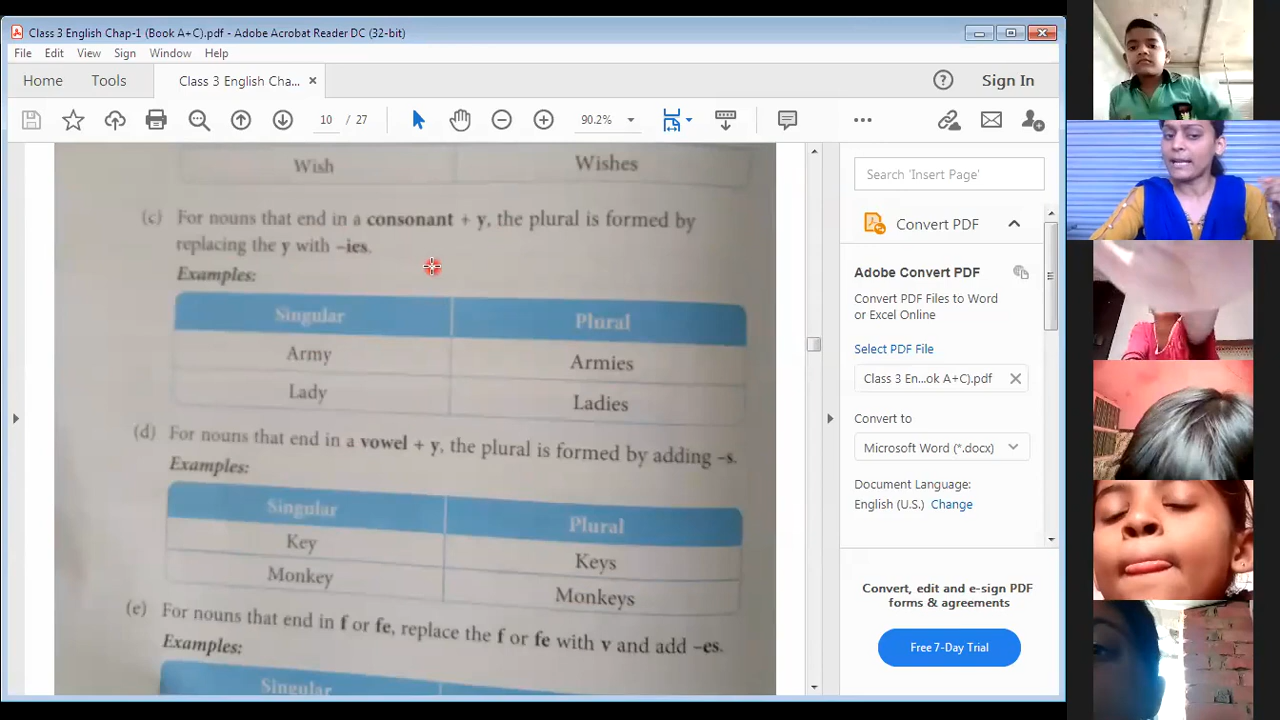 Class 3 English Chap-1 (Book A+C).pdf - Adobe Acrobat Reader DC (32-bit)
File Edit View Sign Window Help
Home Tools Class 3 English Cha... × Sign In
10 / 27 90.2%
Wish Wishes
(c) For nouns that end in a consonant + y, the plural is formed by
replacing the y with –ies.
Examples:
Singular Plural
Army Armies
Lady Ladies
(d) For nouns that end in a vowel + y, the plural is formed by adding –s.
Examples:
Singular Plural
Key Keys
Monkey Monkeys
(e) For nouns that end in f or fe, replace the f or fe with v and add –es.
Examples:
Singular
Search 'Insert Page'
Convert PDF
Adobe Convert PDF
Convert PDF Files to Word
or Excel Online
Select PDF File
Class 3 En...ok A+C).pdf
Convert to
Microsoft Word (*.docx)
Document Language:
English (U.S.) Change
Convert, edit and e-sign PDF
forms & agreements
Free 7-Day Trial